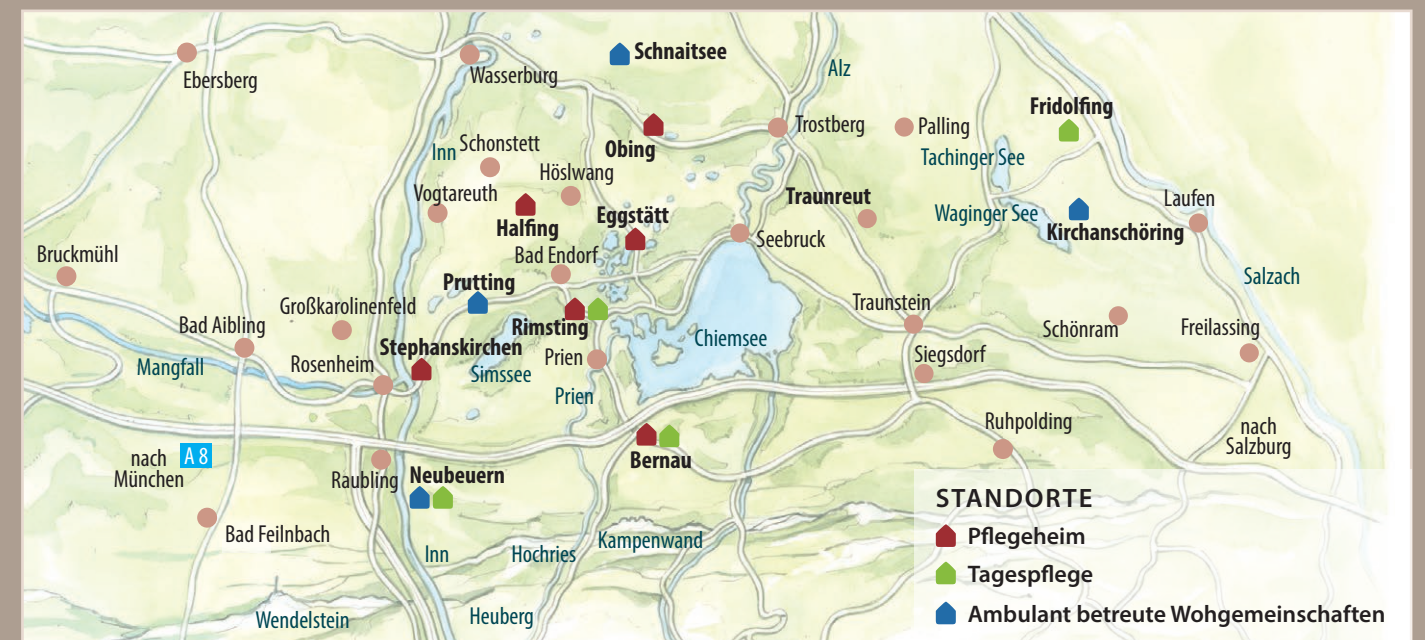 Schnaitsee
Ebersberg
Wasserburg
Alz
Fridolfing
Obing
Trostberg
Palling
Inn
Schonstett
Tachinger See
Höslwang
Vogtareuth
Traunreut
Laufen
Halfing
Eggstätt
Waginger See
Kirchanschöring
Seebruck
Bruckmühl
Bad Endorf
Salzach
Prutting
Großkarolinenfeld
Traunstein
Bad Aibling
Rimsting
Schönram
Freilassing
Chiemsee
Stephanskirchen
Prien
Siegsdorf
Mangfall
Rosenheim
Simssee
Prien
Ruhpolding
nach
Salzburg
nach
München
A 8
Bernau
Raubling
Neubeuern
Bad Feilnbach
Inn
Hochries
Kampenwand
Wendelstein
Heuberg
STANDORTE
Pflegeheim
Tagespflege
Ambulant betreute Wohgemeinschaften